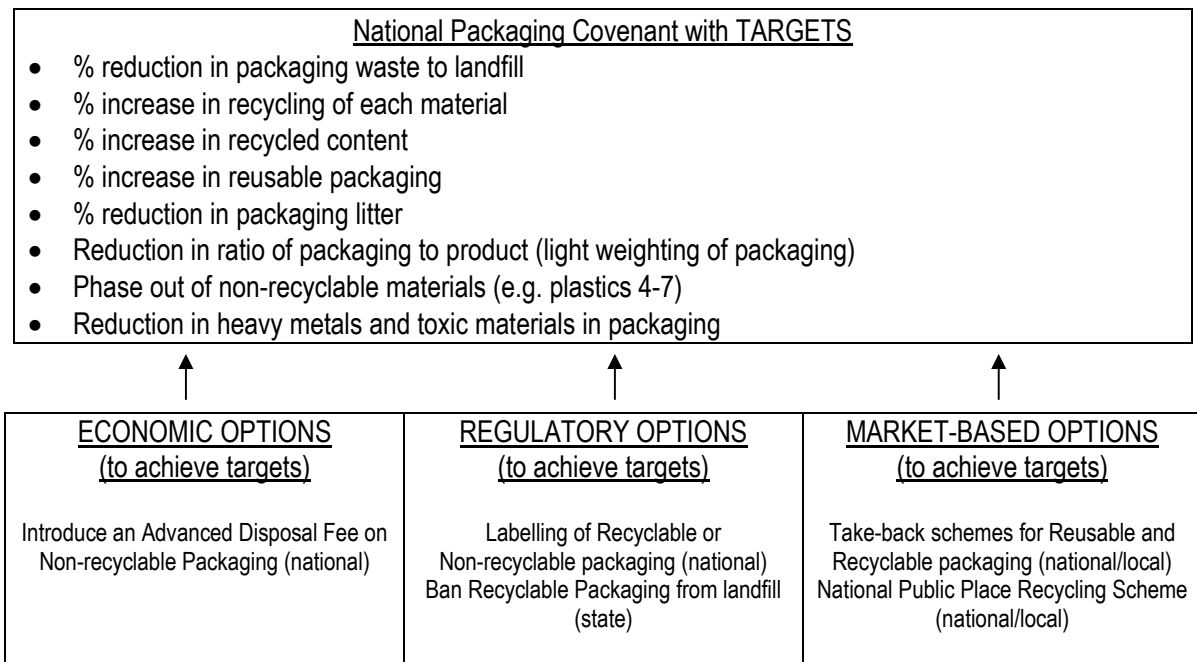 National Packaging Covenant with TARGETS
• % reduction in packaging waste to landfill
• % increase in recycling of each material
• % increase in recycled content
• % increase in reusable packaging
• % reduction in packaging litter
• Reduction in ratio of packaging to product (light weighting of packaging)
• Phase out of non-recyclable materials (e.g. plastics 4-7)
• Reduction in heavy metals and toxic materials in packaging
ECONOMIC OPTIONS
(to achieve targets)
Introduce an Advanced Disposal Fee on
Non-recyclable Packaging (national)
REGULATORY OPTIONS
(to achieve targets)
Labelling of Recyclable or
Non-recyclable packaging (national)
Ban Recyclable Packaging from landfill
(state)
MARKET-BASED OPTIONS
(to achieve targets)
Take-back schemes for Reusable and
Recyclable packaging (national/local)
National Public Place Recycling Scheme
(national/local)